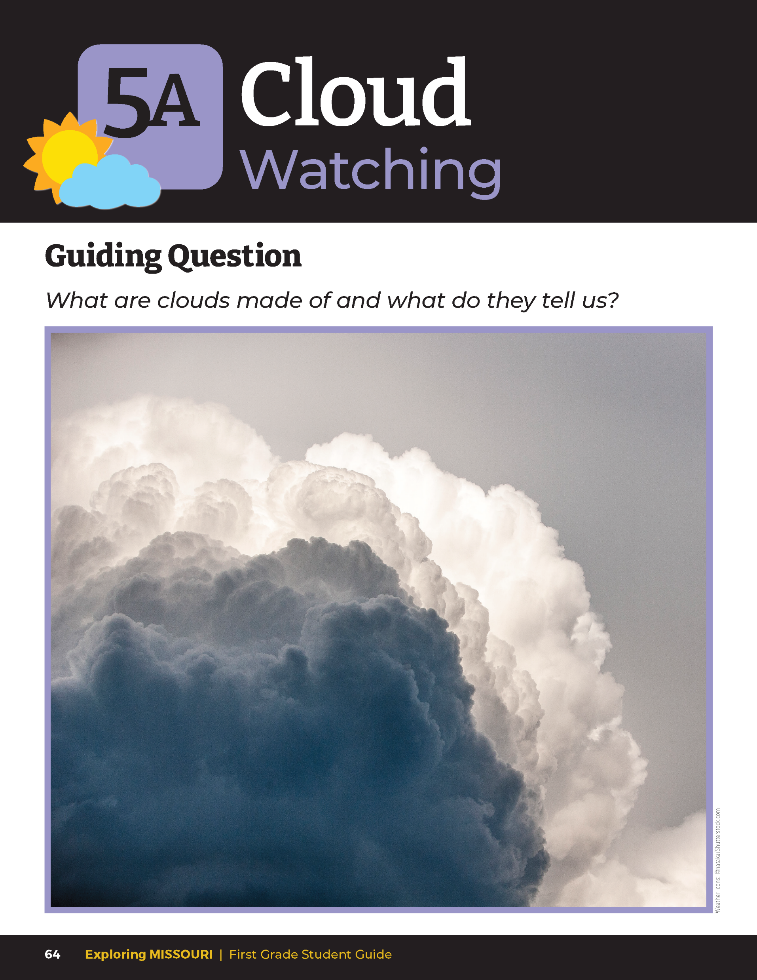 5A
Cloud
Watching
Guiding Question
What are clouds made of and what do they tell us?
64 Exploring MISSOURI | First Grade Student Guide